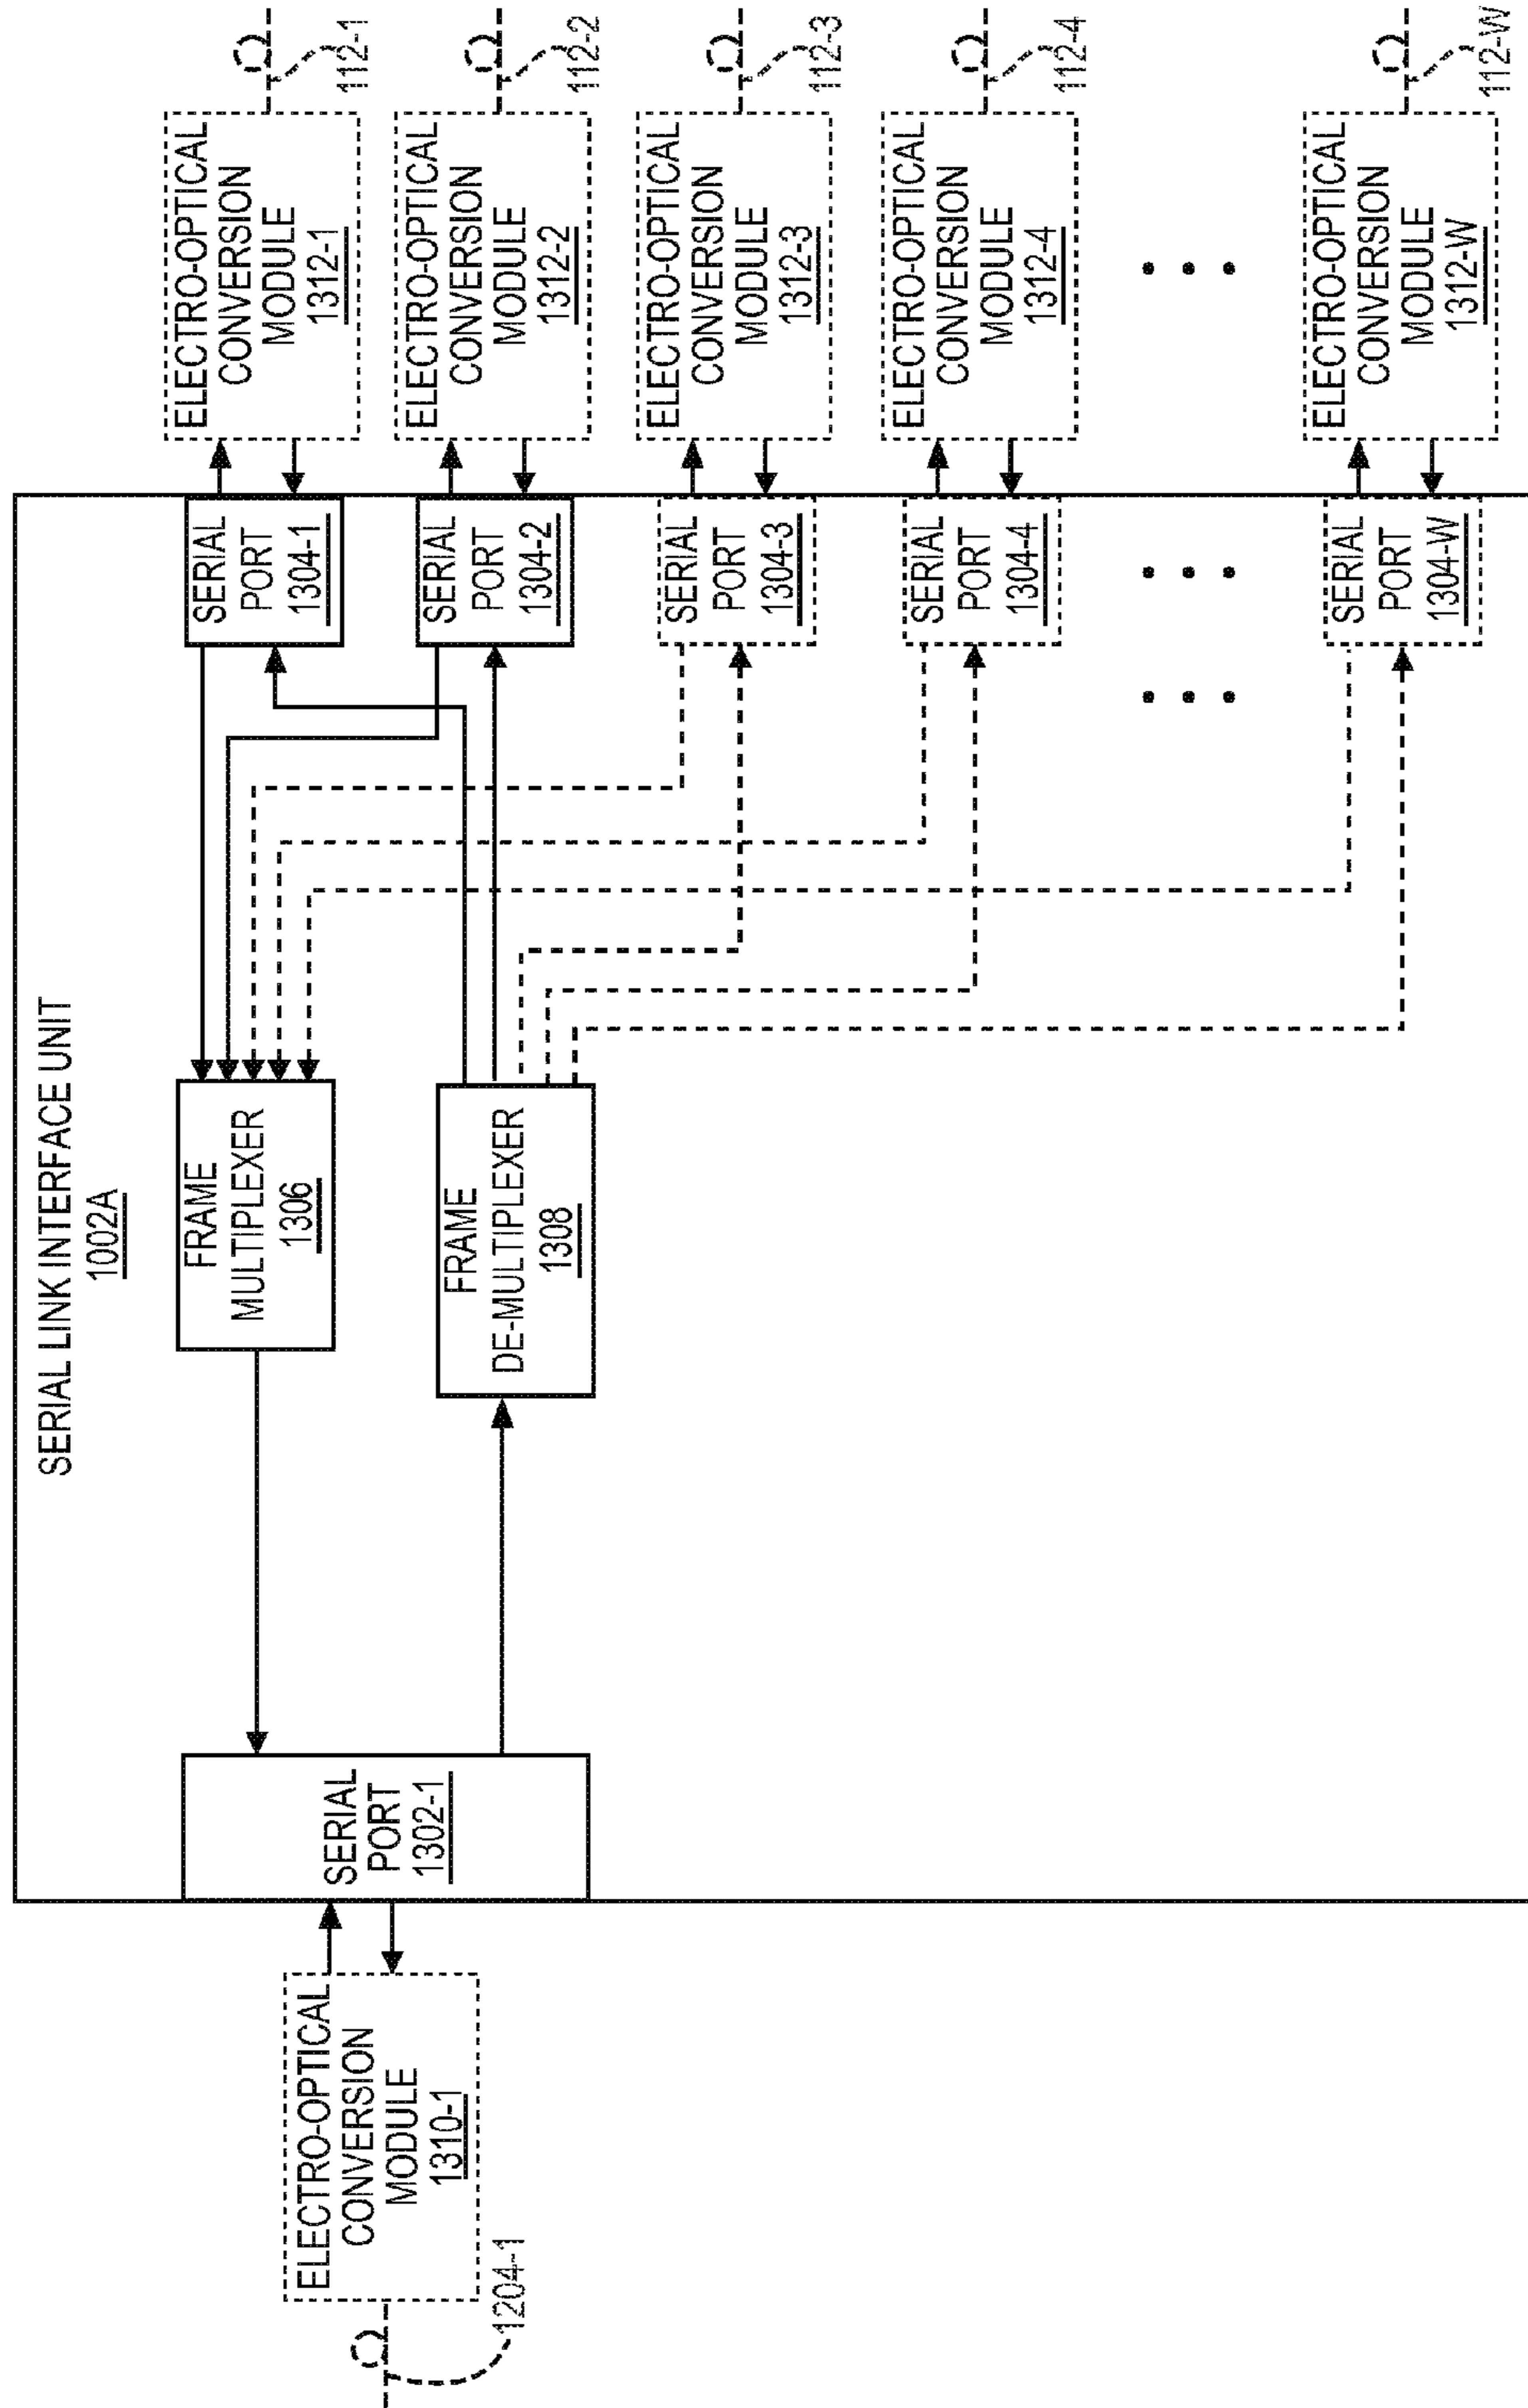 SERIAL LINK INTERFACE UNIT
1002A
ELECTRO-OPTICAL
CONVERSION
MODULE
1310-1
1204-1
SERIAL
PORT
1302-1
FRAME
MULTIPLEXER
1306
FRAME
DE-MULTIPLEXER
1308
SERIAL
PORT
1304-1
SERIAL
PORT
1304-2
SERIAL
PORT
1304-3
SERIAL
PORT
1304-4
SERIAL
PORT
1304-W
ELECTRO-OPTICAL
CONVERSION
MODULE
1312-1
112-1
ELECTRO-OPTICAL
CONVERSION
MODULE
1312-2
112-2
ELECTRO-OPTICAL
CONVERSION
MODULE
1312-3
112-3
ELECTRO-OPTICAL
CONVERSION
MODULE
1312-4
112-4
ELECTRO-OPTICAL
CONVERSION
MODULE
1312-W
112-W